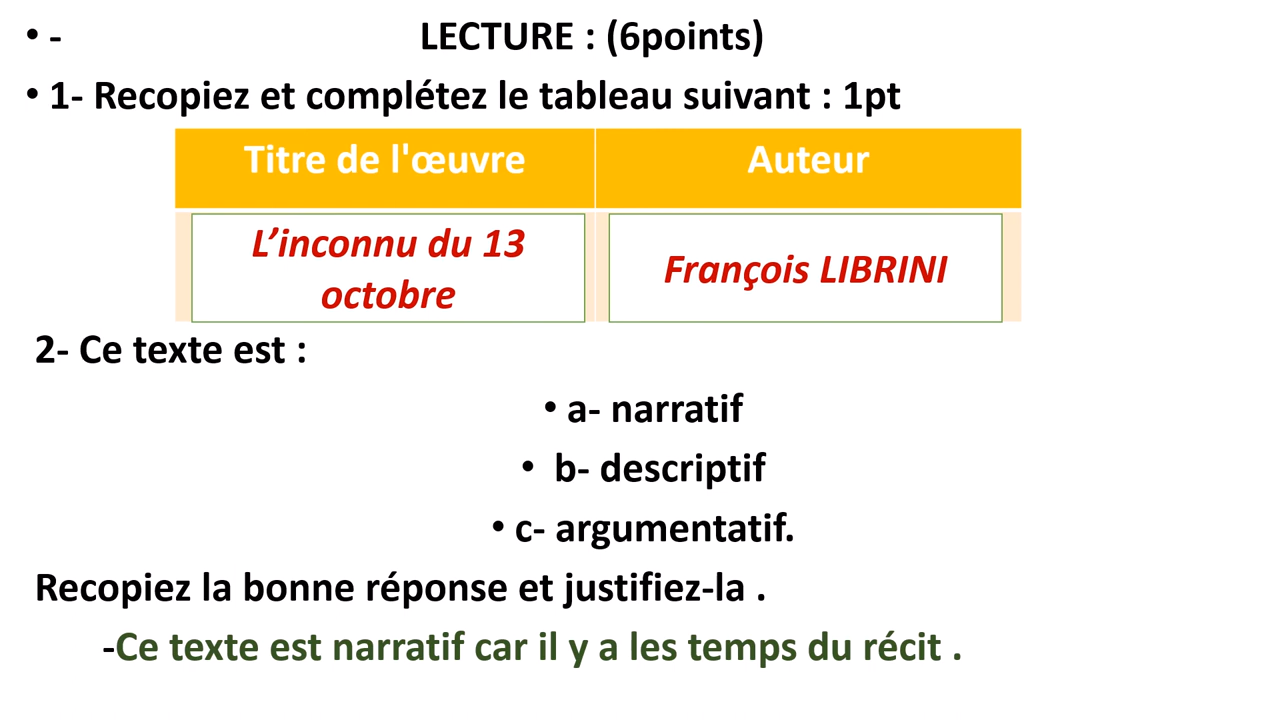 • - LECTURE : (6points)
• 1- Recopiez et complétez le tableau suivant : 1pt
Titre de l'œuvre Auteur
L’inconnu du 13
octobre
François LIBRINI
2- Ce texte est :
• a- narratif
• b- descriptif
• c- argumentatif.
Recopiez la bonne réponse et justifiez-la .
-Ce texte est narratif car il y a les temps du récit .